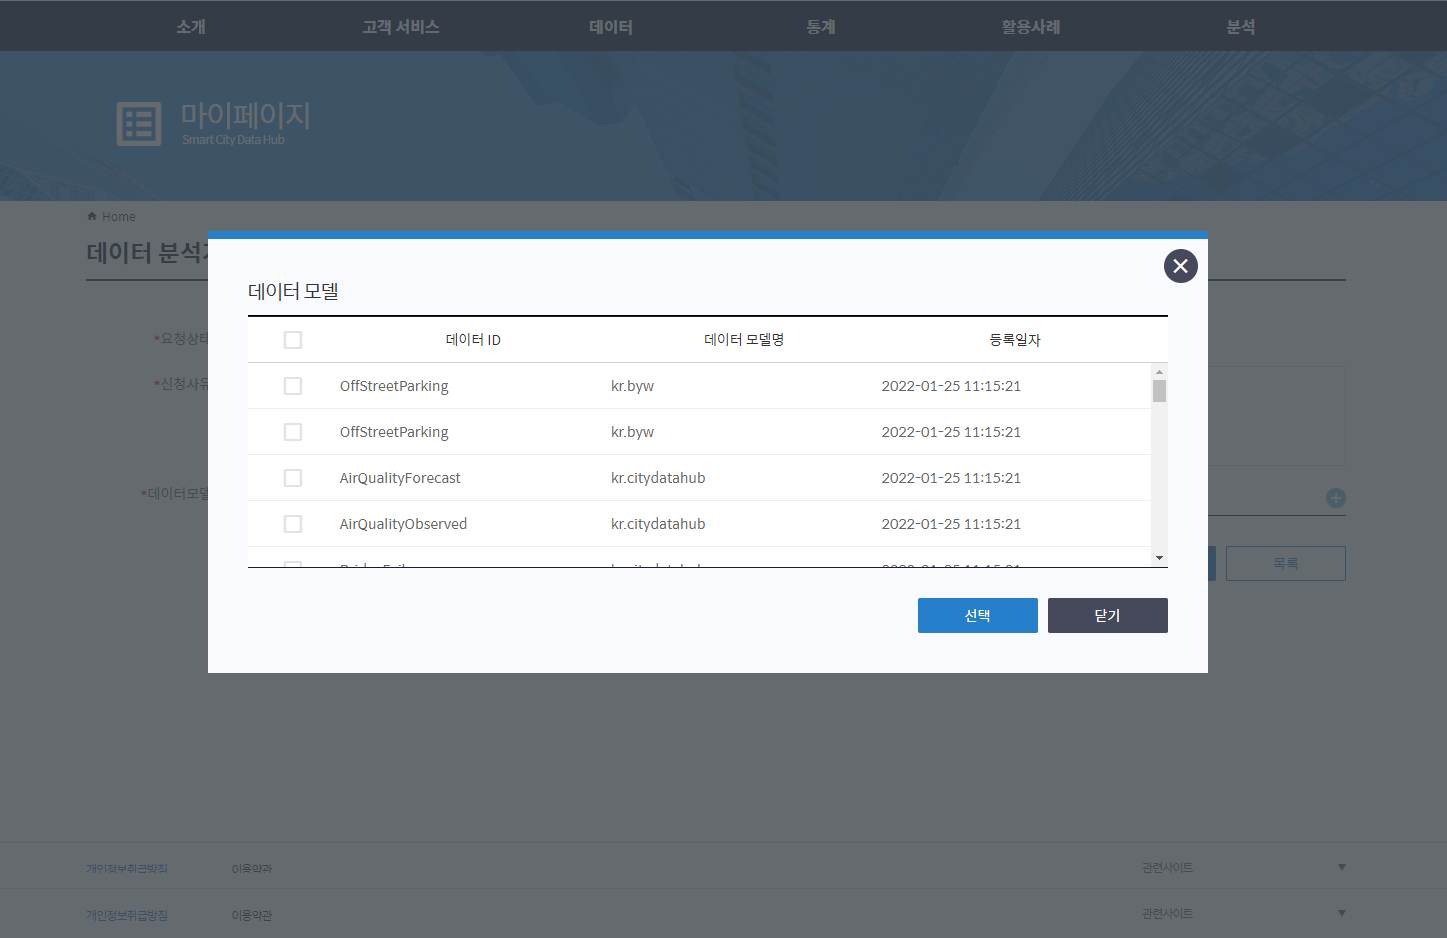 소개 고객 서비스 데이터 통계 활용사례 분석
마이페이지
Smart City Data Hub
Home
데이터 분석
*요청상태
*신청사유
*데이터모델
목록
데이터 모델
데이터 ID 데이터 모델명 등록일자
OffStreetParking kr.byw 2022-01-25 11:15:21
OffStreetParking kr.byw 2022-01-25 11:15:21
AirQualityForecast kr.citydatahub 2022-01-25 11:15:21
AirQualityObserved kr.citydatahub 2022-01-25 11:15:21
선택 닫기
개인정보취급방침 이용약관 관련사이트 ▼
개인정보취급방침 이용약관 관련사이트 ▼